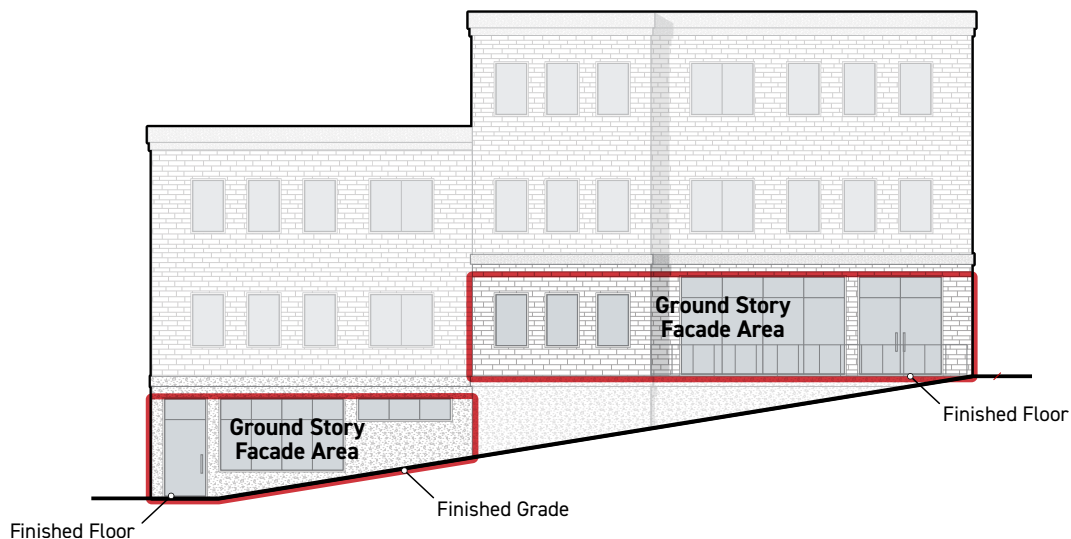 Ground Story
Facade Area
Finished Floor
Ground Story
Facade Area
Finished Grade
Finished Floor